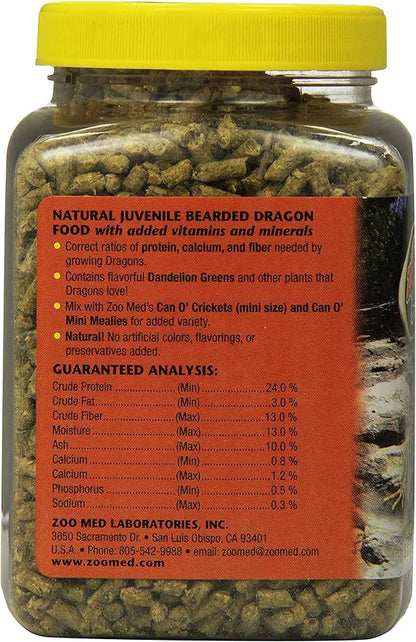 NATURAL JUVENILE BEARDED DRAGON
FOOD with added vitamins and minerals
• Correct ratios of protein, calcium, and fiber needed by
growing Dragons.
• Contains flavorful Dandelion Greens and other plants that
Dragons love!
• Mix with Zoo Med's Can O' Crickets (mini size) and Can O'
Mini Mealies for added variety.
• Natural! No artificial colors, flavorings, or
preservatives added.
GUARANTEED ANALYSIS:
Crude Protein....................(Min)....................24.0 %
Crude Fat..........................(Min)......................3.0 %
Crude Fiber.......................(Max)...................13.0 %
Moisture...........................(Max)...................13.0 %
Ash...................................(Max)...................10.0 %
Calcium............................(Min).....................0.8 %
Calcium............................(Max)....................1.2 %
Phosphorus......................(Min).....................0.5 %
Sodium.............................(Max)....................0.3 %
ZOO MED LABORATORIES, INC.
3650 Sacramento Dr. • San Luis Obispo, CA 93401
U.S.A. • Phone: 805-542-9988 • email: zoomed@zoomed.com
www.zoomed.com